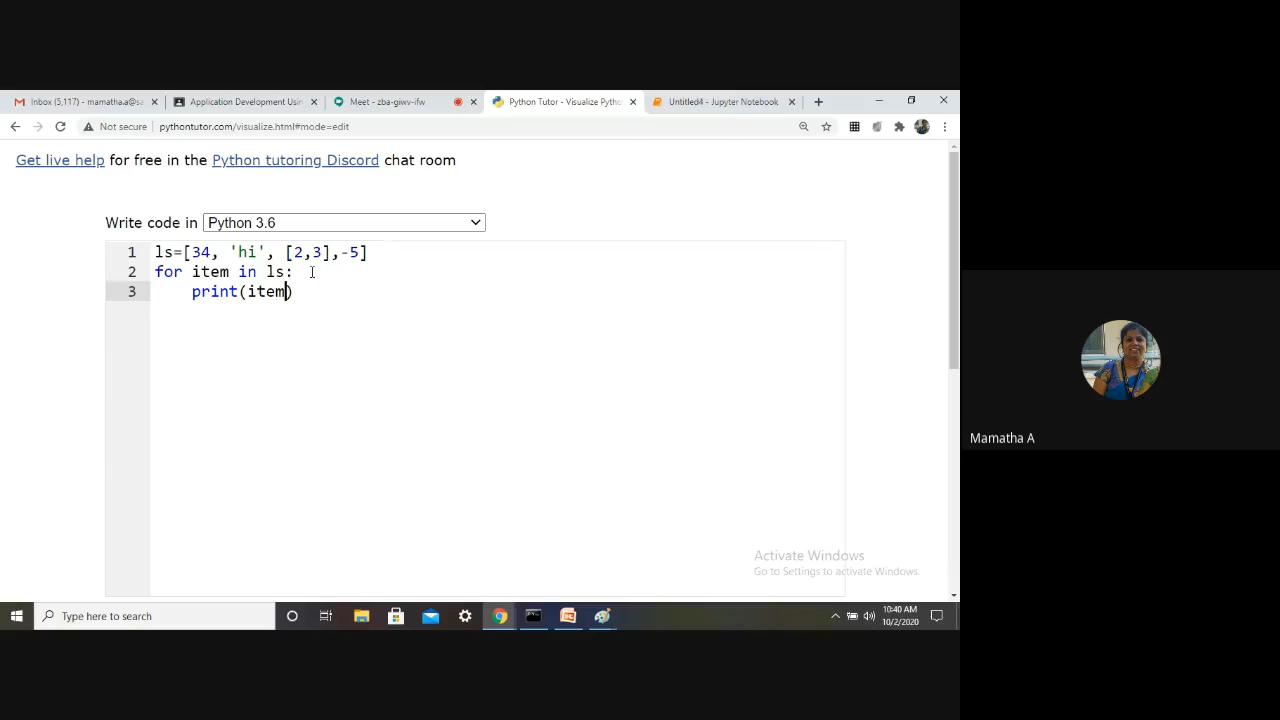 Inbox (5,117) - mamatha.a@sa
Application Development Usin
Meet - zba-giwv-ifw
Python Tutor - Visualize Pytho
Untitled4 - Jupyter Notebook
Not secure
pythontutor.com/visualize.html#mode=edit
Get live help for free in the Python tutoring Discord chat room
Write code in Python 3.6
1 ls=[34, 'hi', [2,3],-5]
2 for item in ls:
3 print(item)
Mamatha A
Activate Windows
Go to Settings to activate Windows.
Type here to search
10:40 AM
10/2/2020